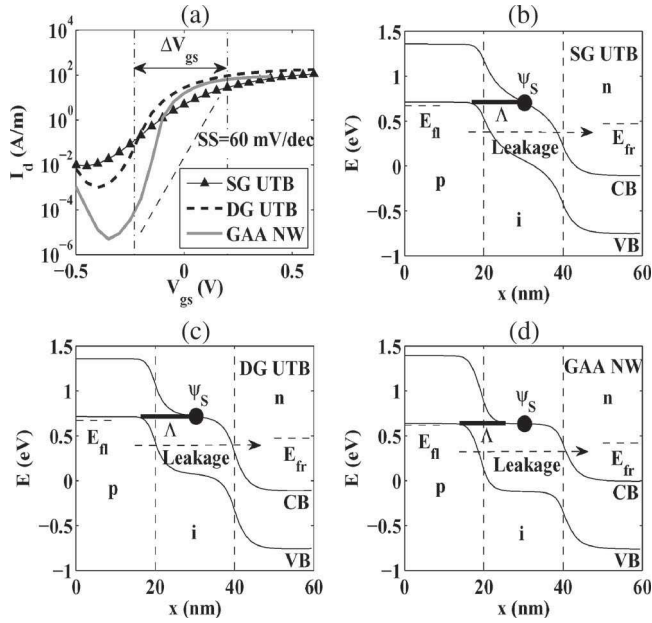 (a)
ΔV_gs
10^2
10^0
10^−2
10^−4
10^−6
I_d (A/m)
SS=60 mV/dec
SG UTB
DG UTB
GAA NW
−0.5 0 0.5
V_gs (V)
(b)
1.5
1
0.5
0
−0.5
−1
E (eV)
SG UTB
n
ψ_S
Λ
E_fl
Leakage
E_fr
p
i
CB
VB
0 20 40 60
x (nm)
(c)
1.5
1
0.5
0
−0.5
−1
E (eV)
DG UTB
n
ψ_S
Λ
E_fl
Leakage
E_fr
p
i
CB
VB
0 20 40 60
x (nm)
(d)
1.5
1
0.5
0
−0.5
−1
E (eV)
GAA NW
n
ψ_S
Λ
E_fl
Leakage
E_fr
p
i
CB
VB
0 20 40 60
x (nm)